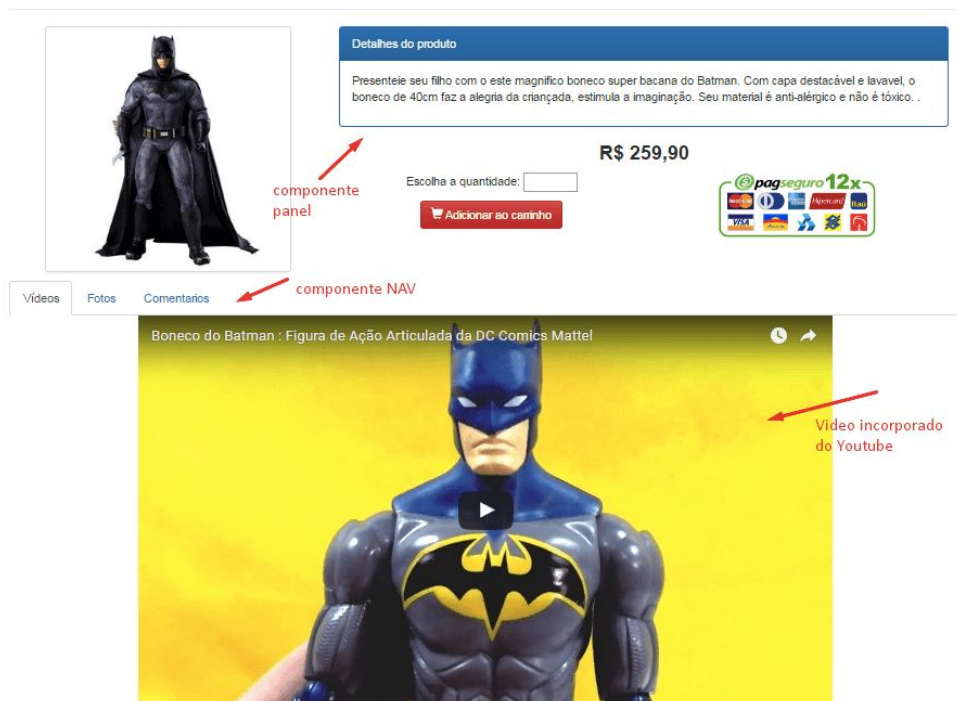 Detalhes do produto
Presenteie seu filho com o este magnifico boneco super bacana do Batman. Com capa destacável e lavavel, o
boneco de 40cm faz a alegria da criançada, estimula a imaginação. Seu material é anti-alérgico e não é tóxico. .
componente
panel
R$ 259,90
Escolha a quantidade:
Adicionar ao carrinho
pagseguro 12x
Hipercard
Itaú
VISA
componente NAV
Vídeos
Fotos
Comentarios
Boneco do Batman : Figura de Ação Articulada da DC Comics Mattel
Video incorporado
do Youtube